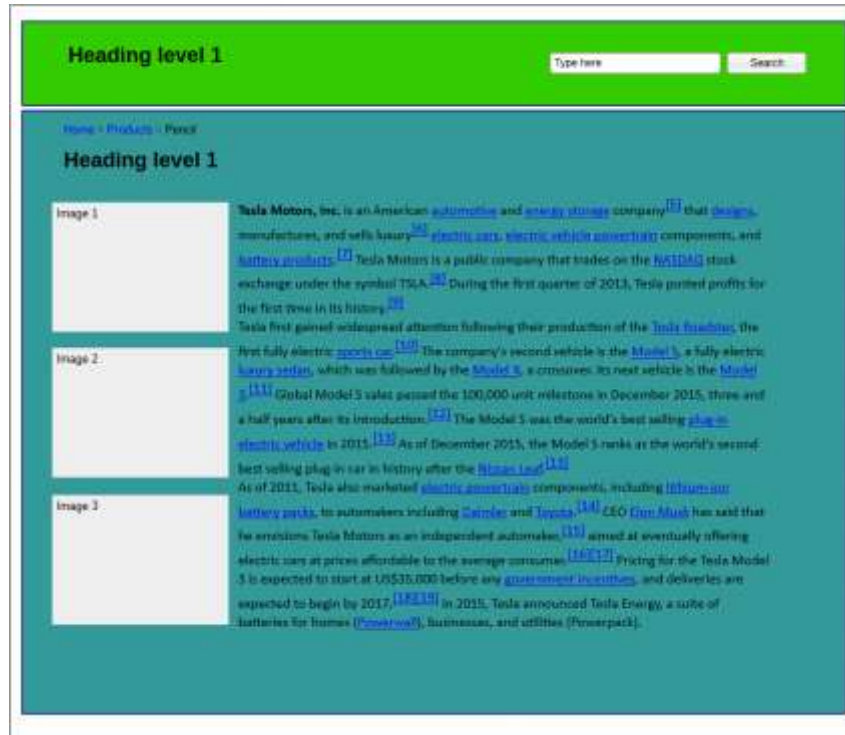 Heading level 1
Type here
Search
Home > Products > Pencil
Heading level 1
Image 1
Tesla Motors, Inc. is an American automotive and energy storage company[5] that designs,
manufactures, and sells luxury[6] electric cars, electric vehicle powertrain components, and
battery products.[7] Tesla Motors is a public company that trades on the NASDAQ stock
exchange under the symbol TSLA.[8] During the first quarter of 2013, Tesla posted profits for
the first time in its history.[9]
Tesla first gained widespread attention following their production of the Tesla Roadster, the
Image 2
first fully electric sports car.[10] The company's second vehicle is the Model S, a fully electric
luxury sedan, which was followed by the Model X, a crossover. Its next vehicle is the Model
3.[11] Global Model S sales passed the 100,000 unit milestone in December 2015, three and
a half years after its introduction.[12] The Model S was the world's best selling plug-in
electric vehicle in 2015.[13] As of December 2015, the Model S ranks as the world's second
best selling plug-in car in history after the Nissan Leaf.[13]
As of 2011, Tesla also marketed electric powertrain components, including lithium-ion
Image 3
battery packs, to automakers including Daimler and Toyota.[14] CEO Elon Musk has said that
he envisions Tesla Motors as an independent automaker,[15] aimed at eventually offering
electric cars at prices affordable to the average consumer.[16][17] Pricing for the Tesla Model
3 is expected to start at US$35,000 before any government incentives, and deliveries are
expected to begin by 2017.[18][19] In 2015, Tesla announced Tesla Energy, a suite of
batteries for homes (Powerwall), businesses, and utilities (Powerpack).